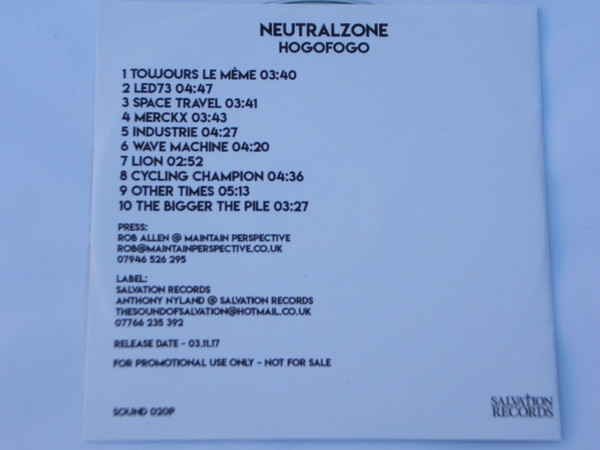 NEUTRALZONE
HOGOFOGO
1 TOUJOURS LE MÊME 03:40
2 LED73 04:47
3 SPACE TRAVEL 03:41
4 MERCKX 03:43
5 INDUSTRIE 04:27
6 WAVE MACHINE 04:20
7 LION 02:52
8 CYCLING CHAMPION 04:36
9 OTHER TIMES 05:13
10 THE BIGGER THE PILE 03:27
PRESS:
ROB ALLEN @ MAINTAIN PERSPECTIVE
ROB@MAINTAINPERSPECTIVE.CO.UK
07946 526 295
LABEL:
SALVATION RECORDS
ANTHONY NYLAND @ SALVATION RECORDS
THESOUNDOFSALVATION@HOTMAIL.CO.UK
07766 235 392
RELEASE DATE - 03.11.17
FOR PROMOTIONAL USE ONLY - NOT FOR SALE
SOUND 020P
SALVATION
RECORDS